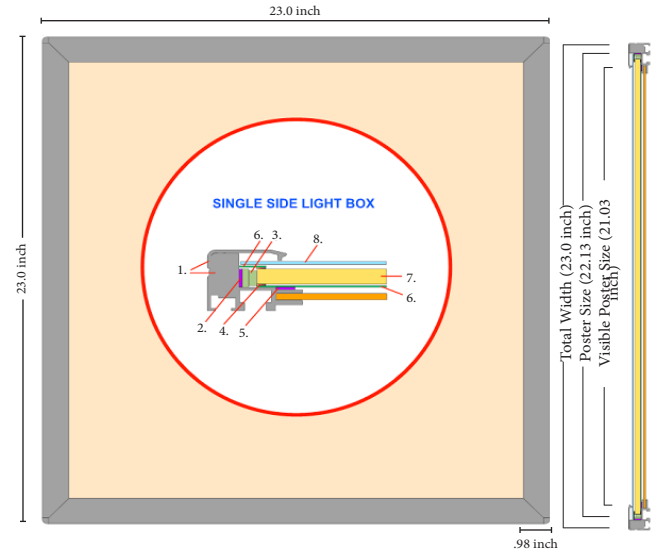 23.0 inch
23.0 inch
SINGLE SIDE LIGHT BOX
6.
3.
8.
1.
7.
6.
2.
4.
5.
Total Width (23.0 inch)
Poster Size (22.13 inch)
Visible Poster Size (21.03
inch)
.98 inch